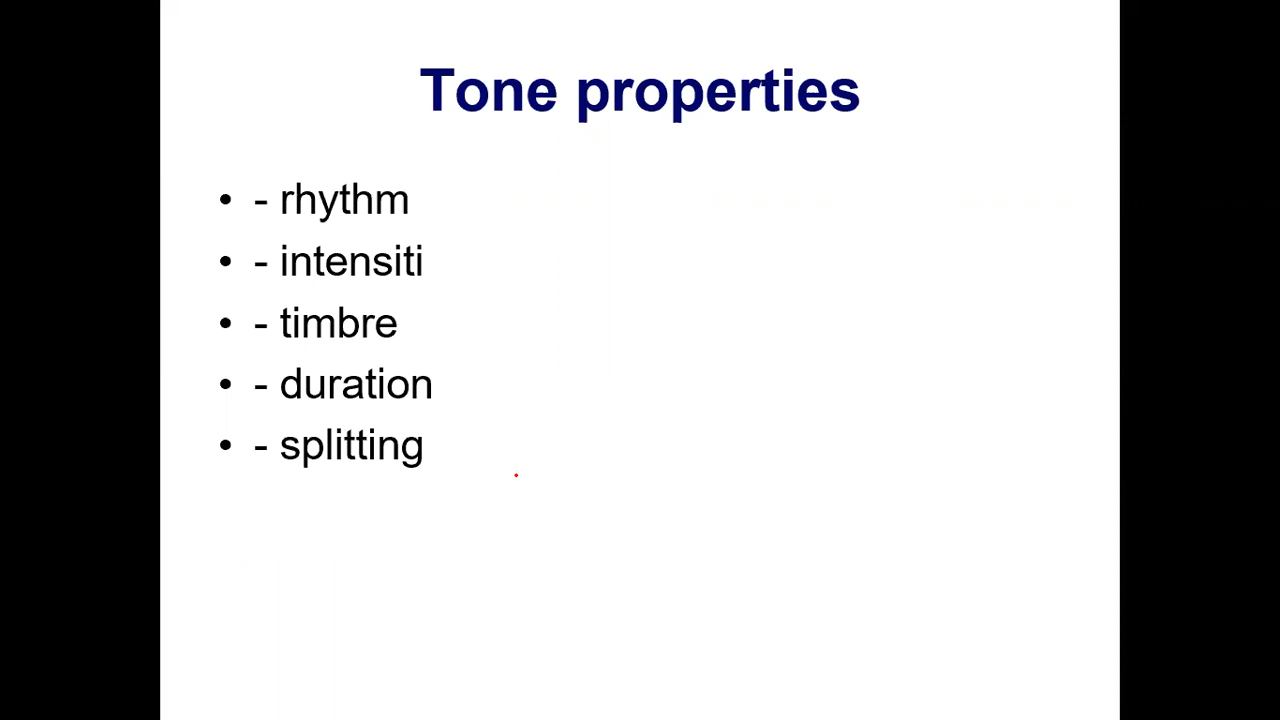 Tone properties
• - rhythm
• - intensiti
• - timbre
• - duration
• - splitting